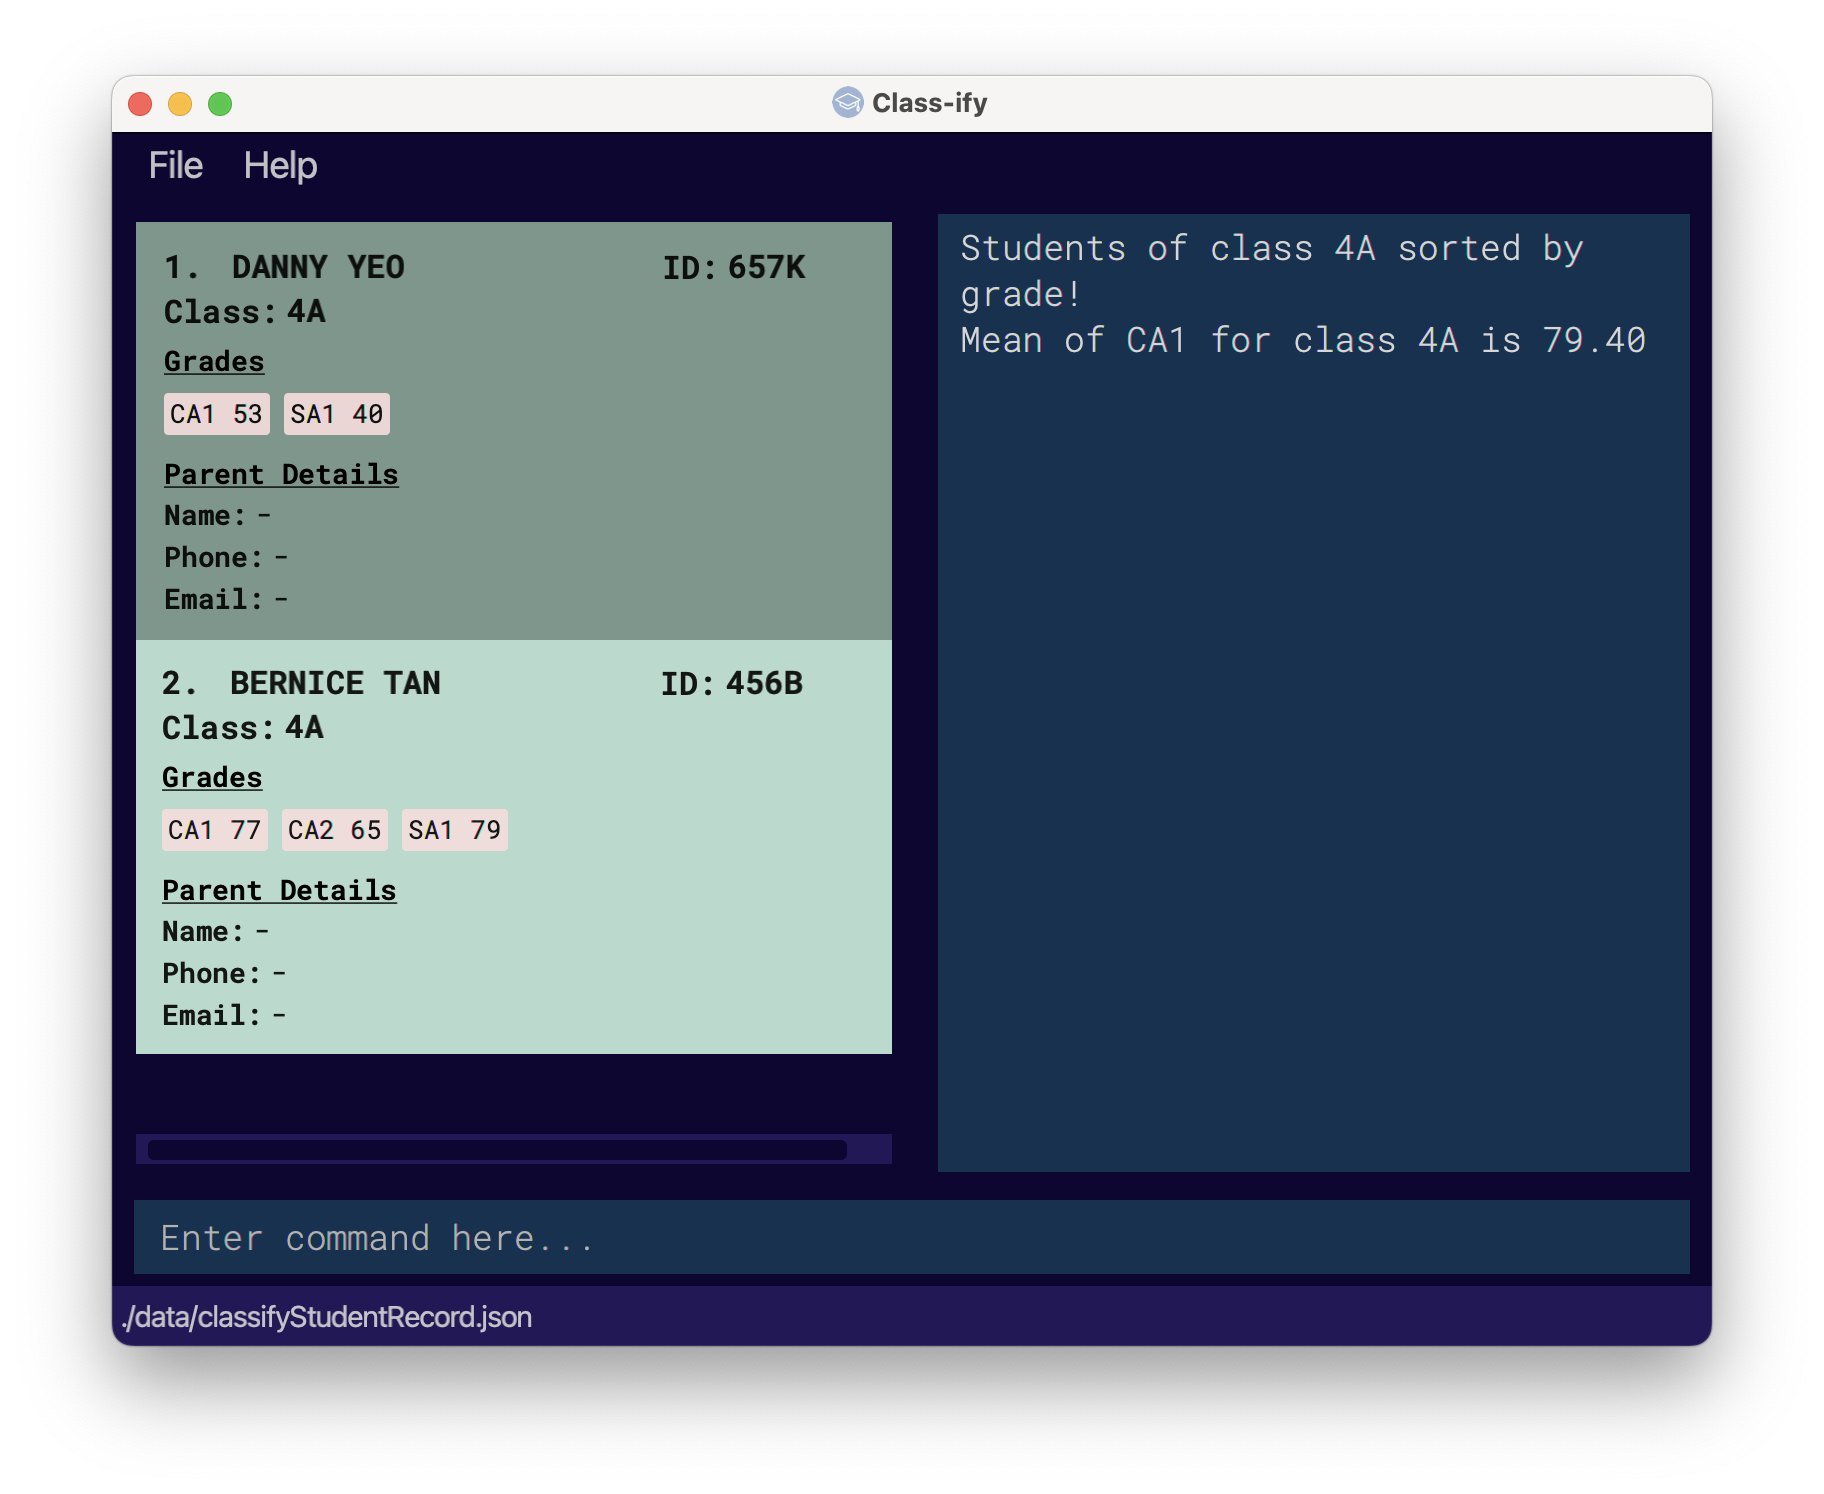 Class-ify
File Help
1. DANNY YEO ID: 657K
Class: 4A
Grades
CA1 53 SA1 40
Parent Details
Name: -
Phone: -
Email: -
2. BERNICE TAN ID: 456B
Class: 4A
Grades
CA1 77 CA2 65 SA1 79
Parent Details
Name: -
Phone: -
Email: -
Students of class 4A sorted by
grade!
Mean of CA1 for class 4A is 79.40
Enter command here...
./data/classifyStudentRecord.json